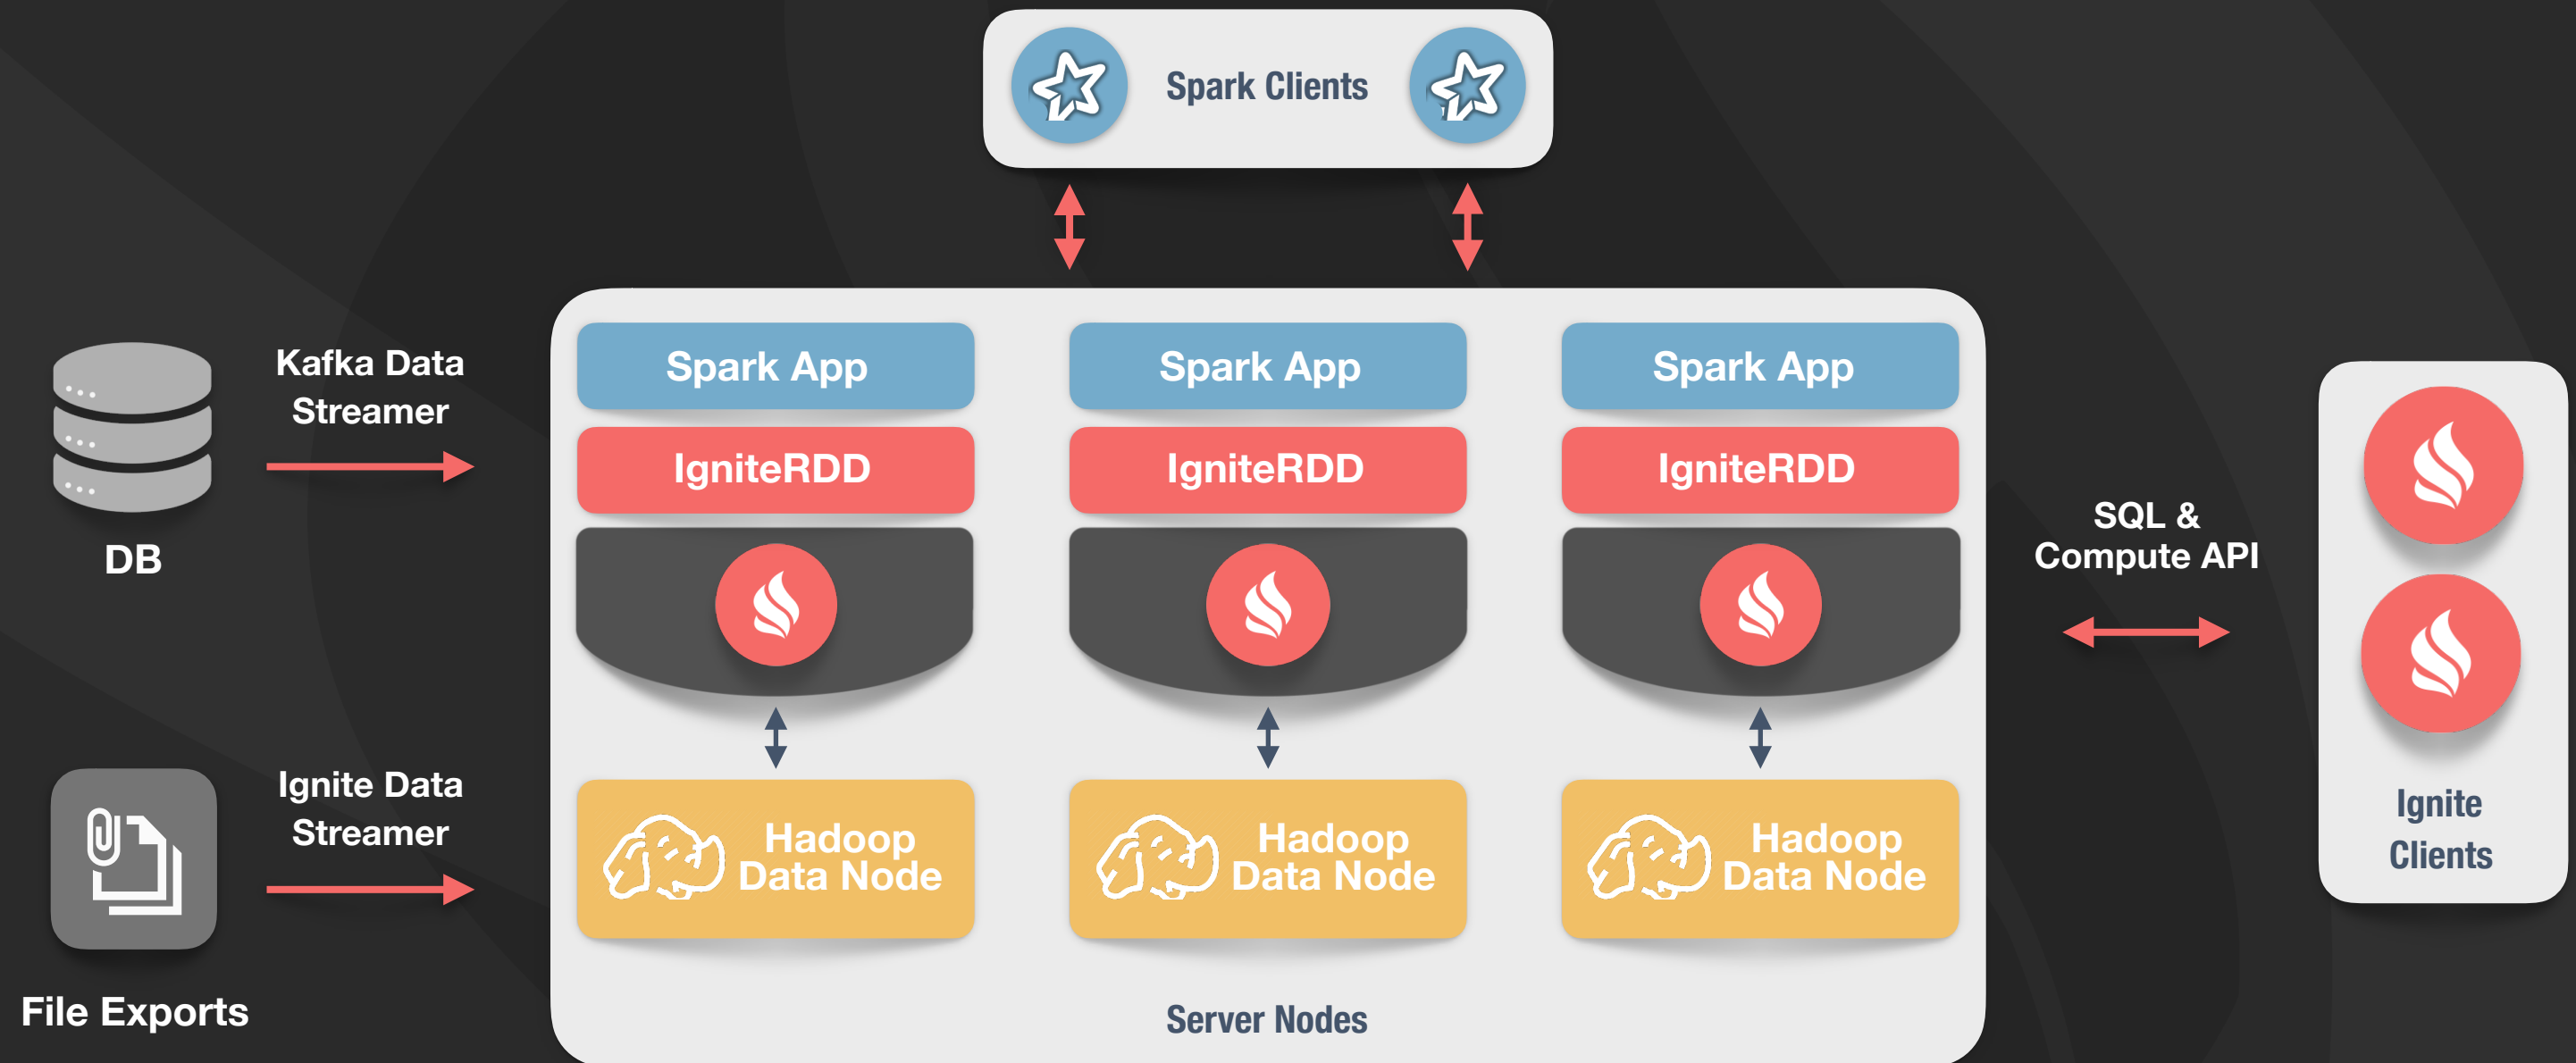 Spark Clients
Kafka Data
Streamer
DB
Ignite Data
Streamer
File Exports
Spark App
Spark App
Spark App
IgniteRDD
IgniteRDD
IgniteRDD
Hadoop
Data Node
Hadoop
Data Node
Hadoop
Data Node
Server Nodes
SQL &
Compute API
Ignite
Clients